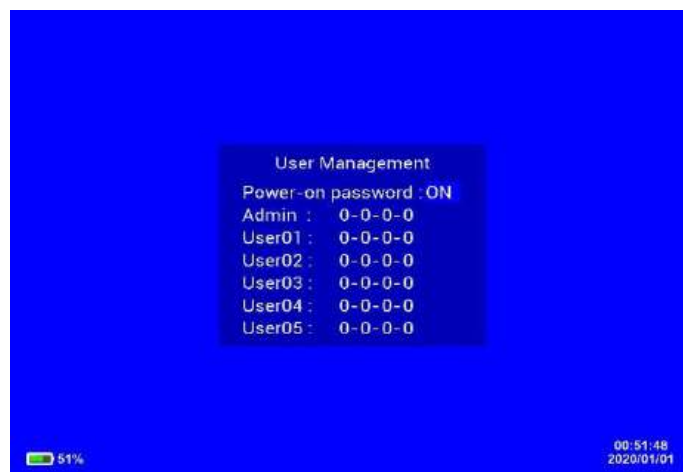 User Management
Power-on password : ON
Admin : 0-0-0-0
User01 : 0-0-0-0
User02 : 0-0-0-0
User03 : 0-0-0-0
User04 : 0-0-0-0
User05 : 0-0-0-0
51%
00:51:48
2020/01/01